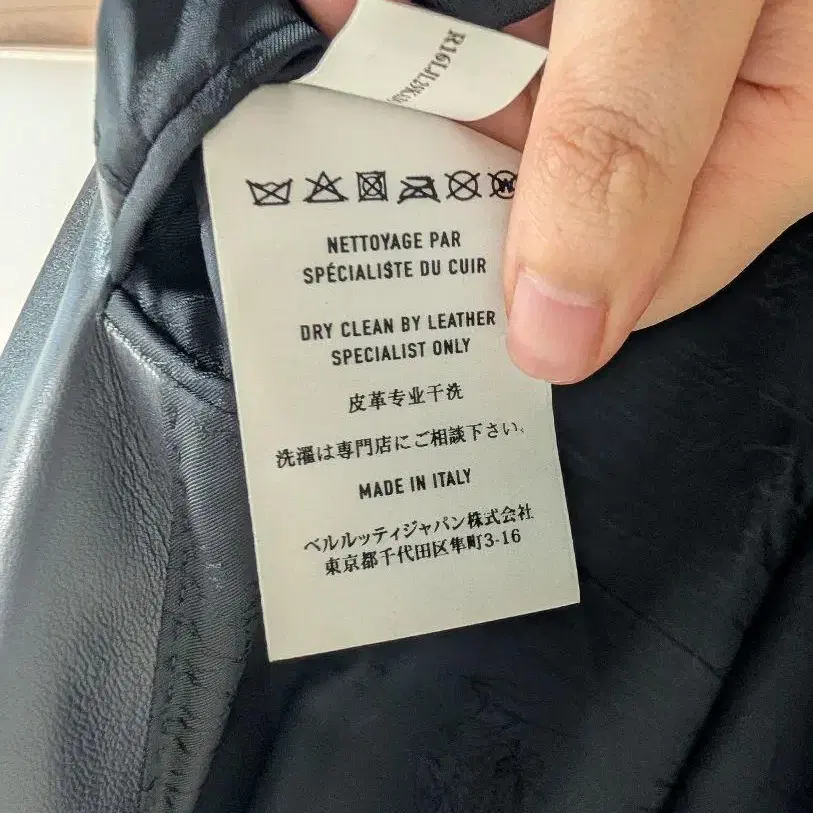 NETTOYAGE PAR
SPÉCIALISTE DU CUIR
DRY CLEAN BY LEATHER
SPECIALIST ONLY
皮革专业干洗
洗濯は専門店にご相談下さい。
MADE IN ITALY
ベルルッティジャパン株式会社
東京都千代田区隼町3-16